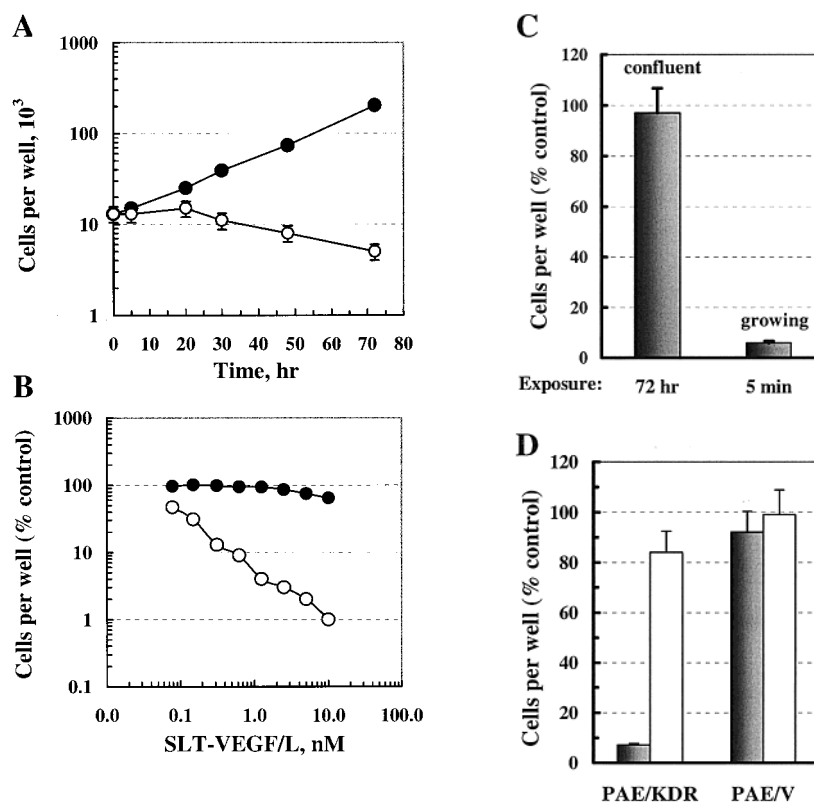 A
1000
100
10
1
Cells per well, 10³
0 10 20 30 40 50 60 70 80
Time, hr
B
1000
100
10
1
0.1
Cells per well (% control)
0.0 0.1 1.0 10.0 100.0
SLT-VEGF/L, nM
C
120
100
80
60
40
20
0
Cells per well (% control)
confluent
growing
Exposure: 72 hr 5 min
D
120
100
80
60
40
20
0
Cells per well (% control)
PAE/KDR PAE/V